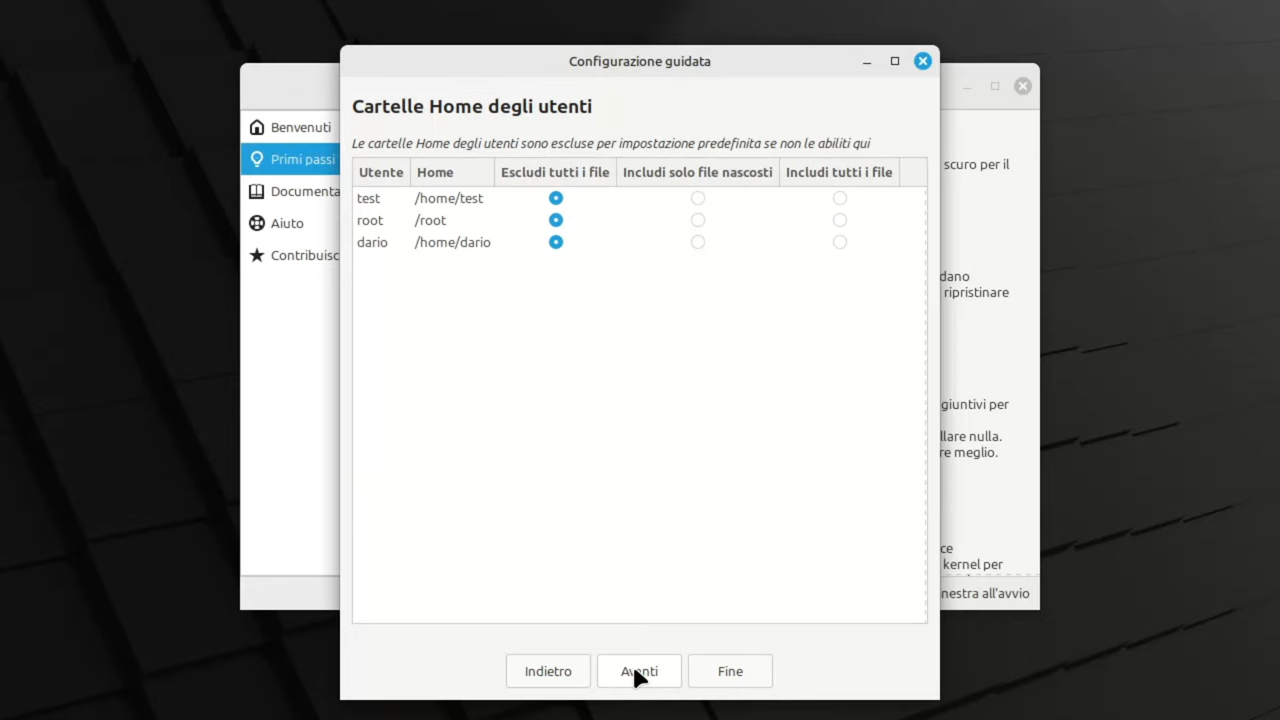 Configurazione guidata
Cartelle Home degli utenti
Le cartelle Home degli utenti sono escluse per impostazione predefinita se non le abiliti qui
Utente Home Escludi tutti i file Includi solo file nascosti Includi tutti i file
test /home/test
root /root
dario /home/dario
Indietro Avanti Fine
Benvenuti
Primi passi
Documenta
Aiuto
Contribuisc
scuro per il
dano
ripristinare
giuntivi per
llare nulla.
re meglio.
ce
kernel per
nestra all'avvio